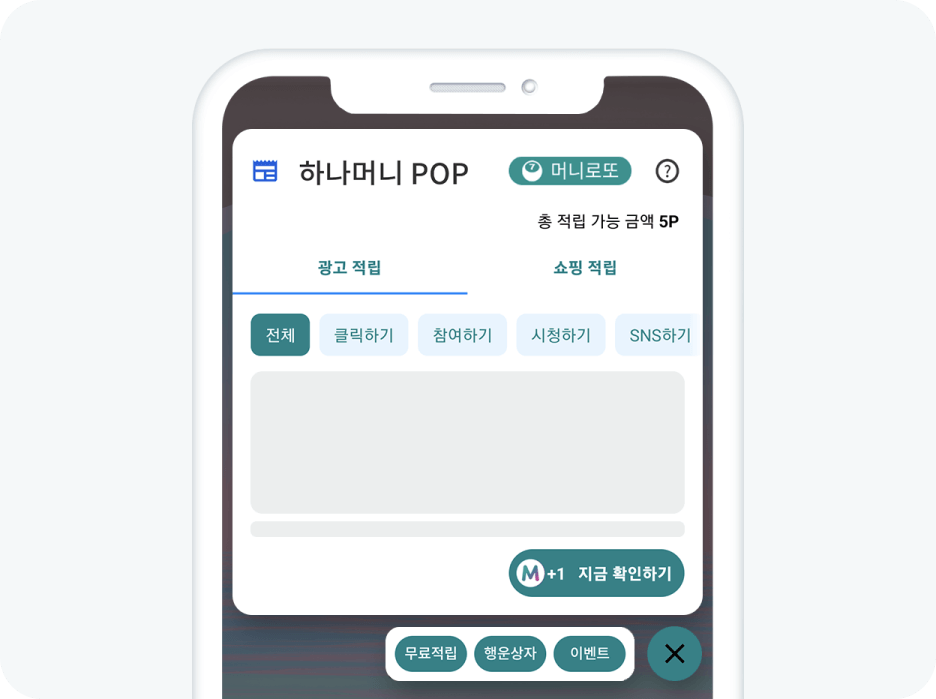 하나머니 POP
7 머니로또 ?
총 적립 가능 금액 5P
광고 적립 쇼핑 적립
전체 클릭하기 참여하기 시청하기 SNS하기
M +1 지금 확인하기
무료적립 행운상자 이벤트